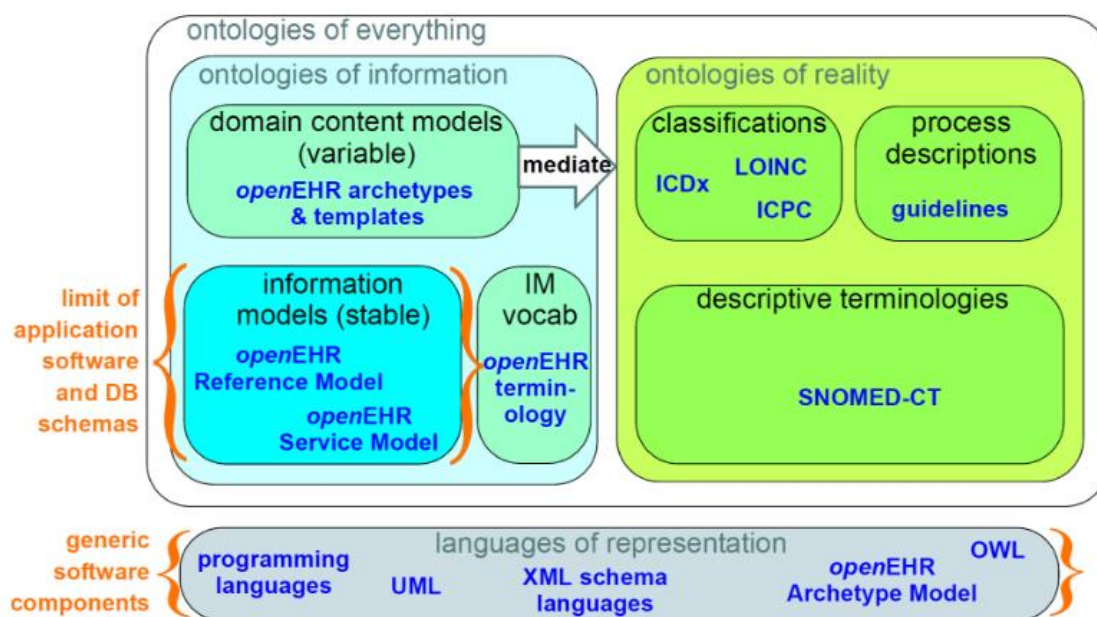 ontologies of everything
ontologies of information
domain content models
(variable)
openEHR archetypes
& templates
mediate
ontologies of reality
classifications
ICDx
LOINC
ICPC
process
descriptions
guidelines
limit of
application
software
and DB
schemas
information
models (stable)
openEHR
Reference Model
openEHR
Service Model
IM
vocab
openEHR
termin-
ology
descriptive terminologies
SNOMED-CT
generic
software
components
languages of representation
programming
languages
UML
XML schema
languages
openEHR
Archetype Model
OWL